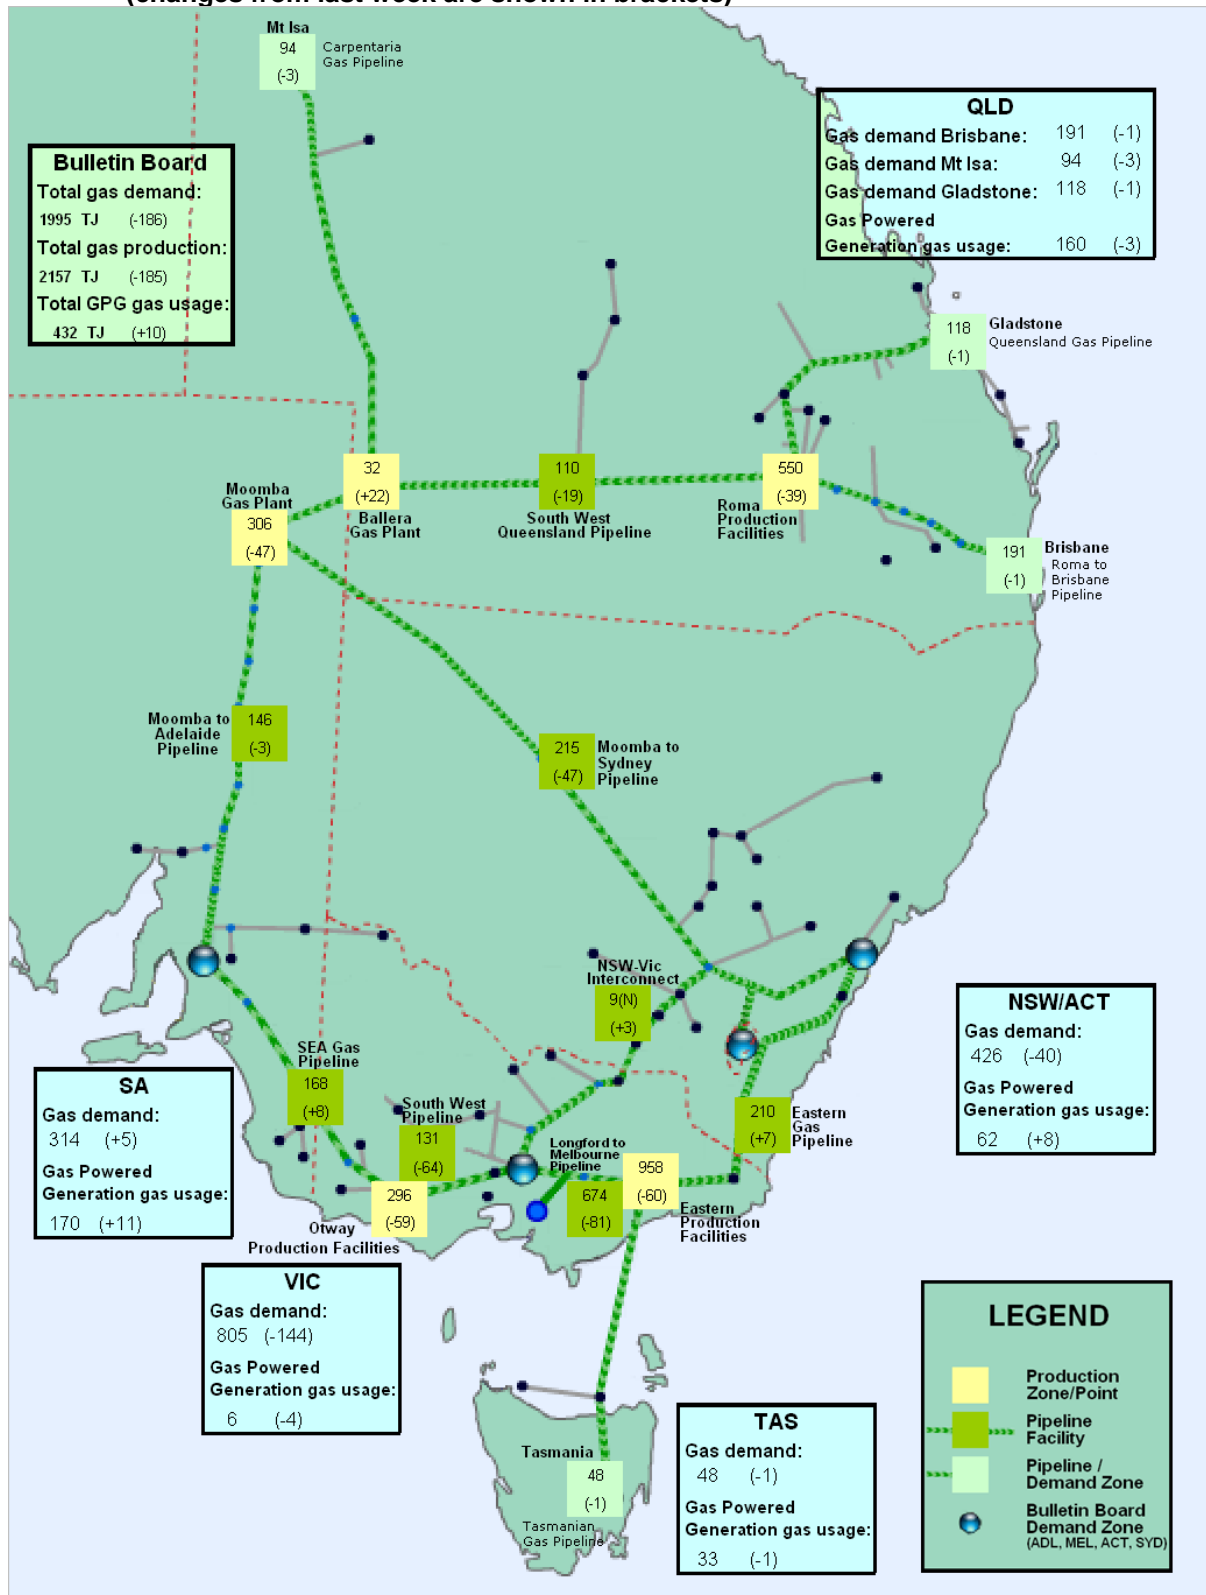 (changes from last week are shown in brackets)
Mt Isa
94
(-3)
Carpentaria
Gas Pipeline
QLD
Gas demand Brisbane: 191 (-1)
Gas demand Mt Isa: 94 (-3)
Gas demand Gladstone: 118 (-1)
Gas Powered
Generation gas usage: 160 (-3)
Bulletin Board
Total gas demand:
1995 TJ (-186)
Total gas production:
2157 TJ (-185)
Total GPG gas usage:
432 TJ (+10)
118
(-1)
Gladstone
Queensland Gas Pipeline
32
(+22)
Ballera
Gas Plant
110
(-19)
South West
Queensland Pipeline
550
(-39)
Roma
Production
Facilities
Moomba
Gas Plant
306
(-47)
191
(-1)
Brisbane
Roma to
Brisbane
Pipeline
Moomba to
Adelaide
Pipeline
146
(-3)
215
(-47)
Moomba to
Sydney
Pipeline
NSW-Vic
Interconnect
9(N)
(+3)
NSW/ACT
Gas demand:
426 (-40)
Gas Powered
Generation gas usage:
62 (+8)
SEA Gas
Pipeline
168
(+8)
SA
Gas demand:
314 (+5)
Gas Powered
Generation gas usage:
170 (+11)
South West
Pipeline
131
(-64)
Longford to
Melbourne
Pipeline
674
(-81)
958
(-60)
Eastern
Production
Facilities
210
(+7)
Eastern
Gas
Pipeline
296
(-59)
Otway
Production Facilities
VIC
Gas demand:
805 (-144)
Gas Powered
Generation gas usage:
6 (-4)
Tasmania
48
(-1)
Tasmanian
Gas Pipeline
TAS
Gas demand:
48 (-1)
Gas Powered
Generation gas usage:
33 (-1)
LEGEND
Production
Zone/Point
Pipeline
Facility
Pipeline /
Demand Zone
Bulletin Board
Demand Zone
(ADL, MEL, ACT, SYD)